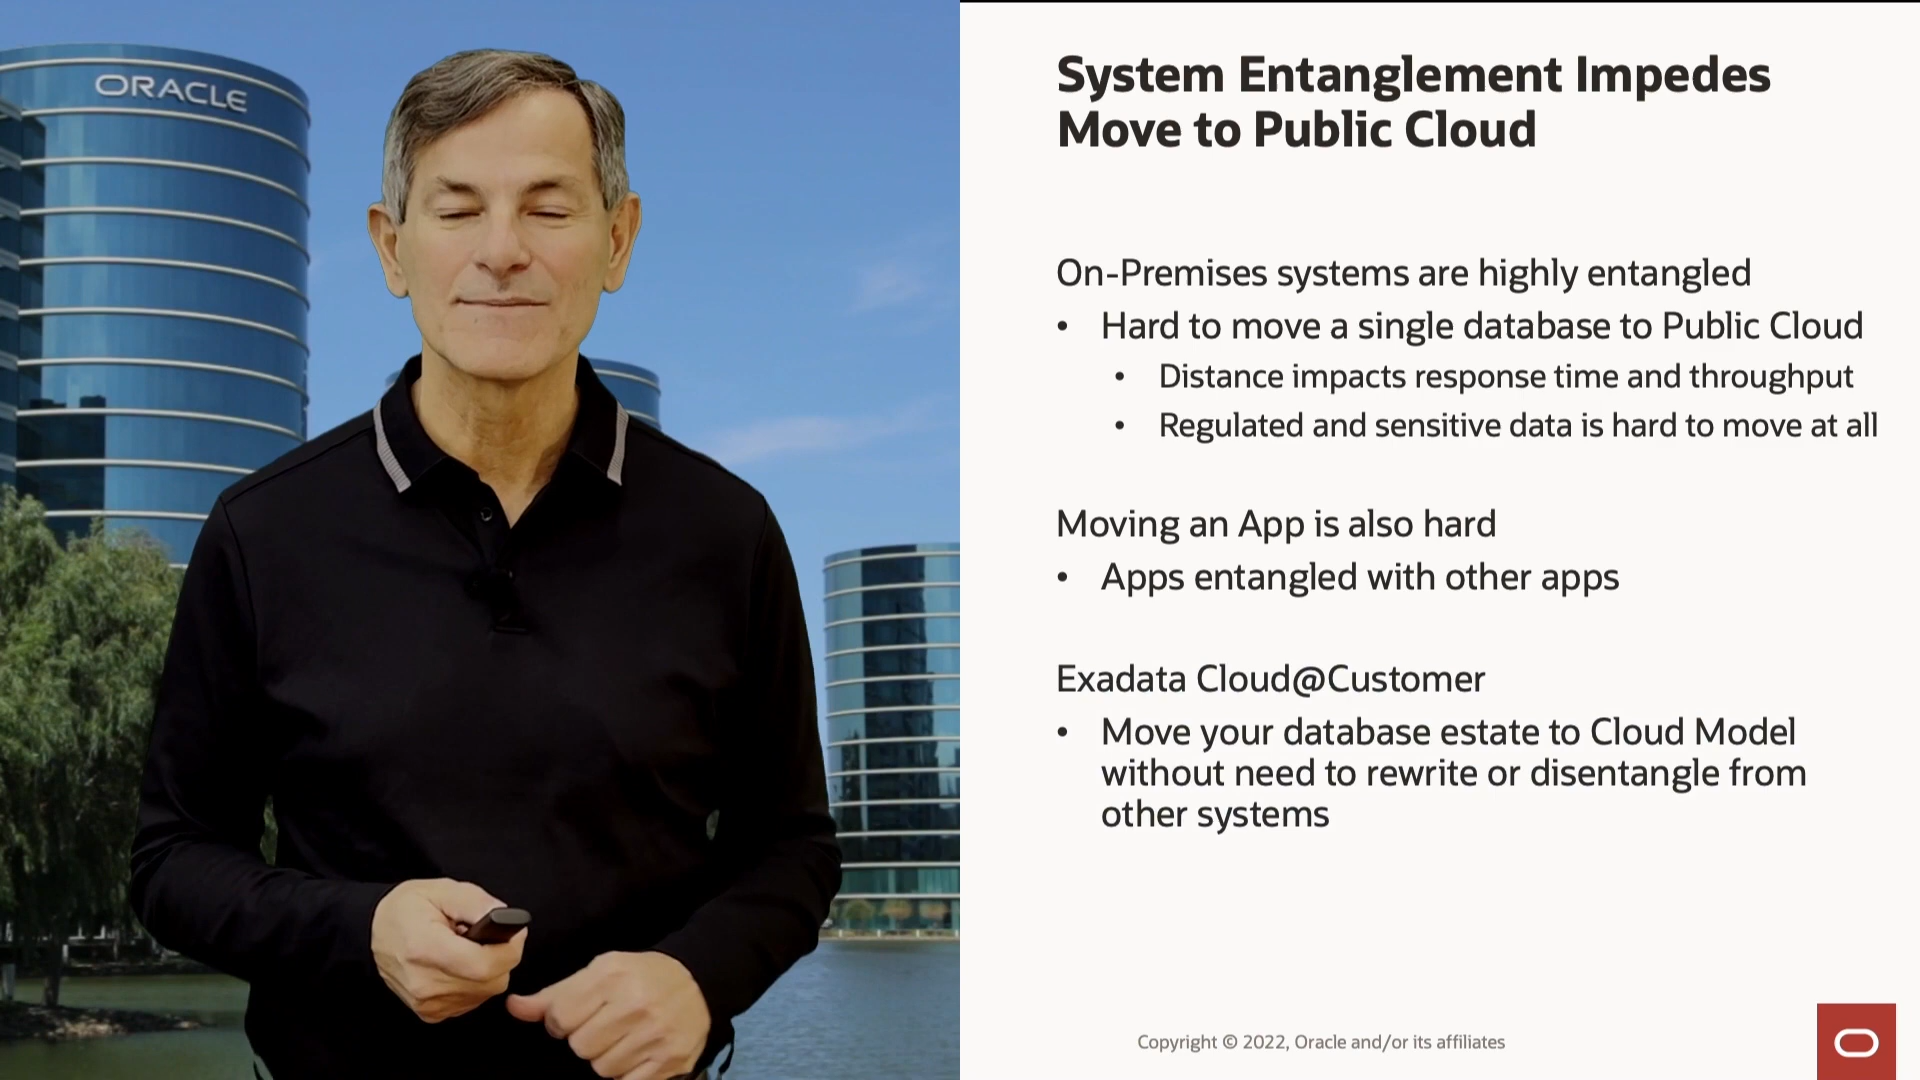 ORACLE
System Entanglement Impedes
Move to Public Cloud
On-Premises systems are highly entangled
• Hard to move a single database to Public Cloud
• Distance impacts response time and throughput
• Regulated and sensitive data is hard to move at all
Moving an App is also hard
• Apps entangled with other apps
Exadata Cloud@Customer
• Move your database estate to Cloud Model
without need to rewrite or disentangle from
other systems
Copyright © 2022, Oracle and/or its affiliates